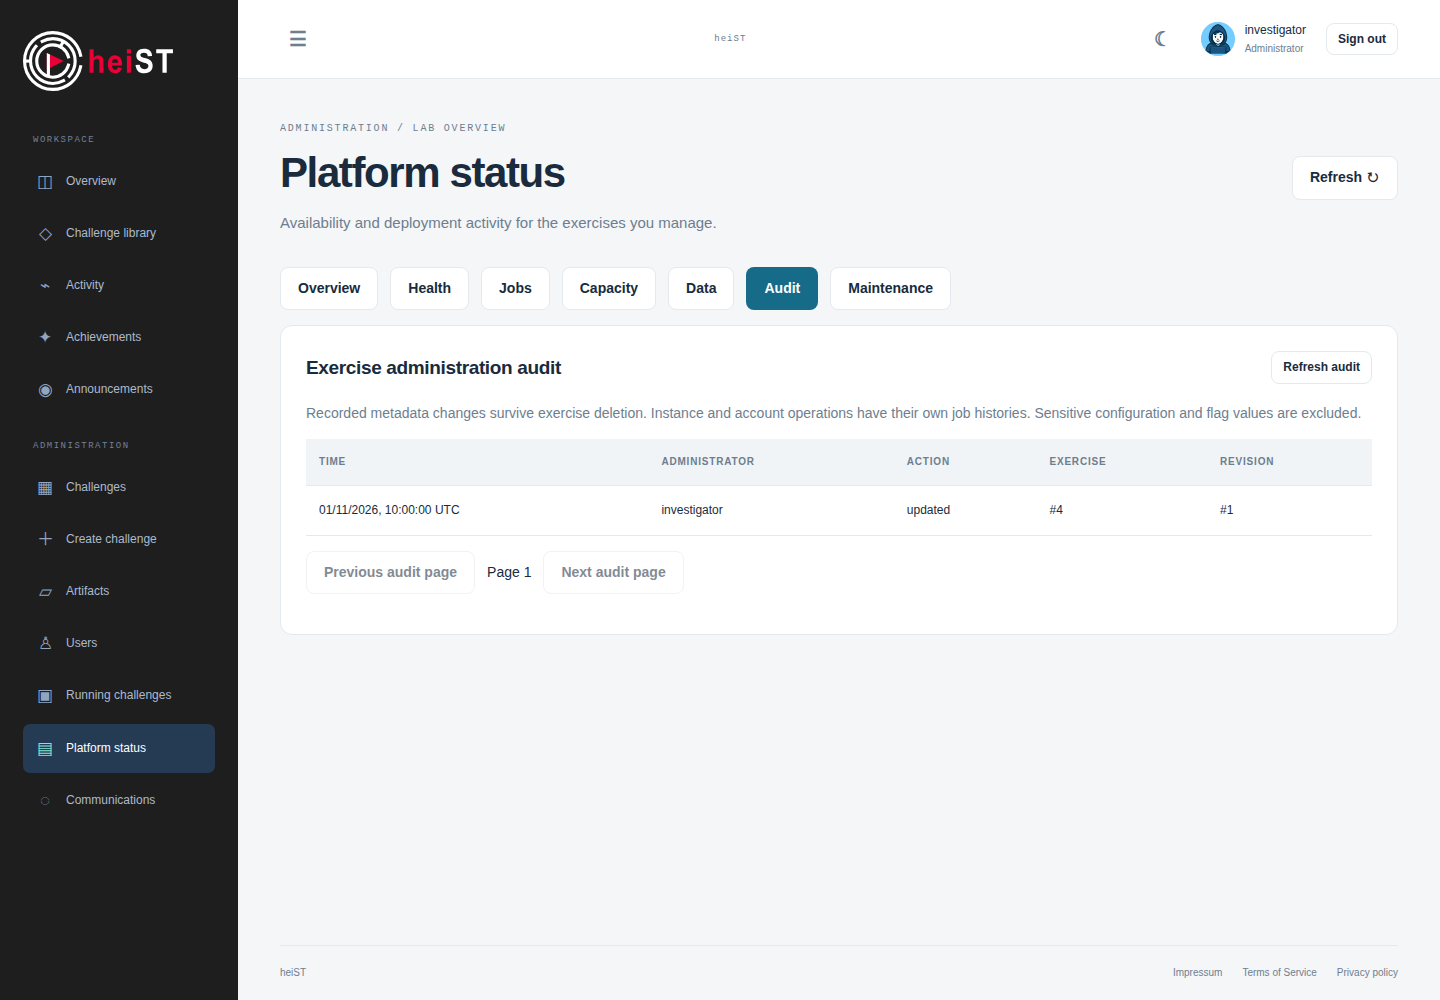 heiST
WORKSPACE
Overview
Challenge library
Activity
Achievements
Announcements
ADMINISTRATION
Challenges
Create challenge
Artifacts
Users
Running challenges
Platform status
Communications
heiST
investigator
Administrator
Sign out
ADMINISTRATION / LAB OVERVIEW
Platform status
Refresh ↻
Availability and deployment activity for the exercises you manage.
Overview Health Jobs Capacity Data Audit Maintenance
Exercise administration audit
Refresh audit
Recorded metadata changes survive exercise deletion. Instance and account operations have their own job histories. Sensitive configuration and flag values are excluded.
TIME ADMINISTRATOR ACTION EXERCISE REVISION
01/11/2026, 10:00:00 UTC investigator updated #4 #1
Previous audit page Page 1 Next audit page
heiST
Impressum Terms of Service Privacy policy